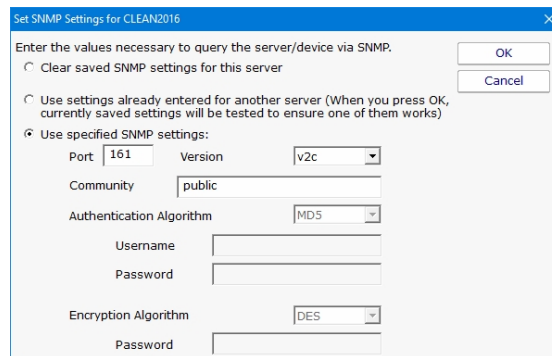 Set SNMP Settings for CLEAN2016
Enter the values necessary to query the server/device via SNMP.
OK
Clear saved SNMP settings for this server
Cancel
Use settings already entered for another server (When you press OK,
currently saved settings will be tested to ensure one of them works)
Use specified SNMP settings:
Port 161 Version v2c
Community public
Authentication Algorithm MD5
Username
Password
Encryption Algorithm DES
Password